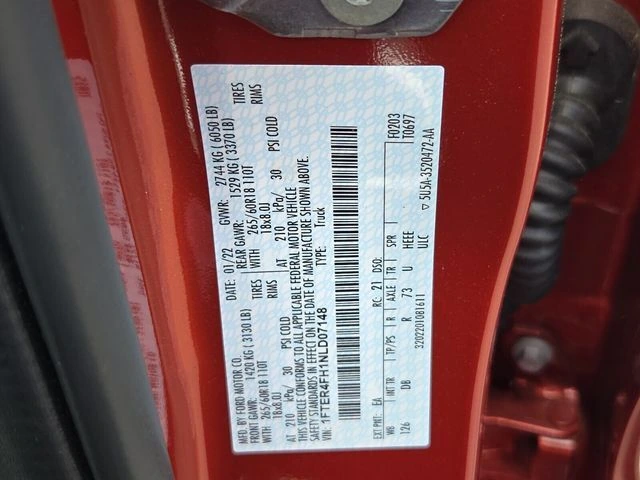 MFD. BY FORD MOTOR CO.
01/22
GVWR: 2744 KG (6050 LB)
FRONT GAWR: 1420 KG (3130 LB)
REAR GAWR: 1529 KG (3370 LB)
265/60R18 110T
TIRES
WITH 265/60R18 110T
TIRES
18x8.0J
RIMS
18x8.0J
RIMS
AT 210 kPa/ 30 PSI COLD
AT 210 kPa/ 30 PSI COLD
THIS VEHICLE CONFORMS TO ALL APPLICABLE FEDERAL MOTOR VEHICLE
SAFETY STANDARDS IN EFFECT ON THE DATE OF MANUFACTURE SHOWN ABOVE.
VIN: 1FTER4FH1NLD07148
TYPE: Truck
F0203
T0697
EXT PNT: EA
RC: 21 DSO:
WB INT TR TP/PS R AXLE TR SPR
126 DB R 73 U HEEE
ULC
3202201081611
▽ 5U5A-3520472-AA